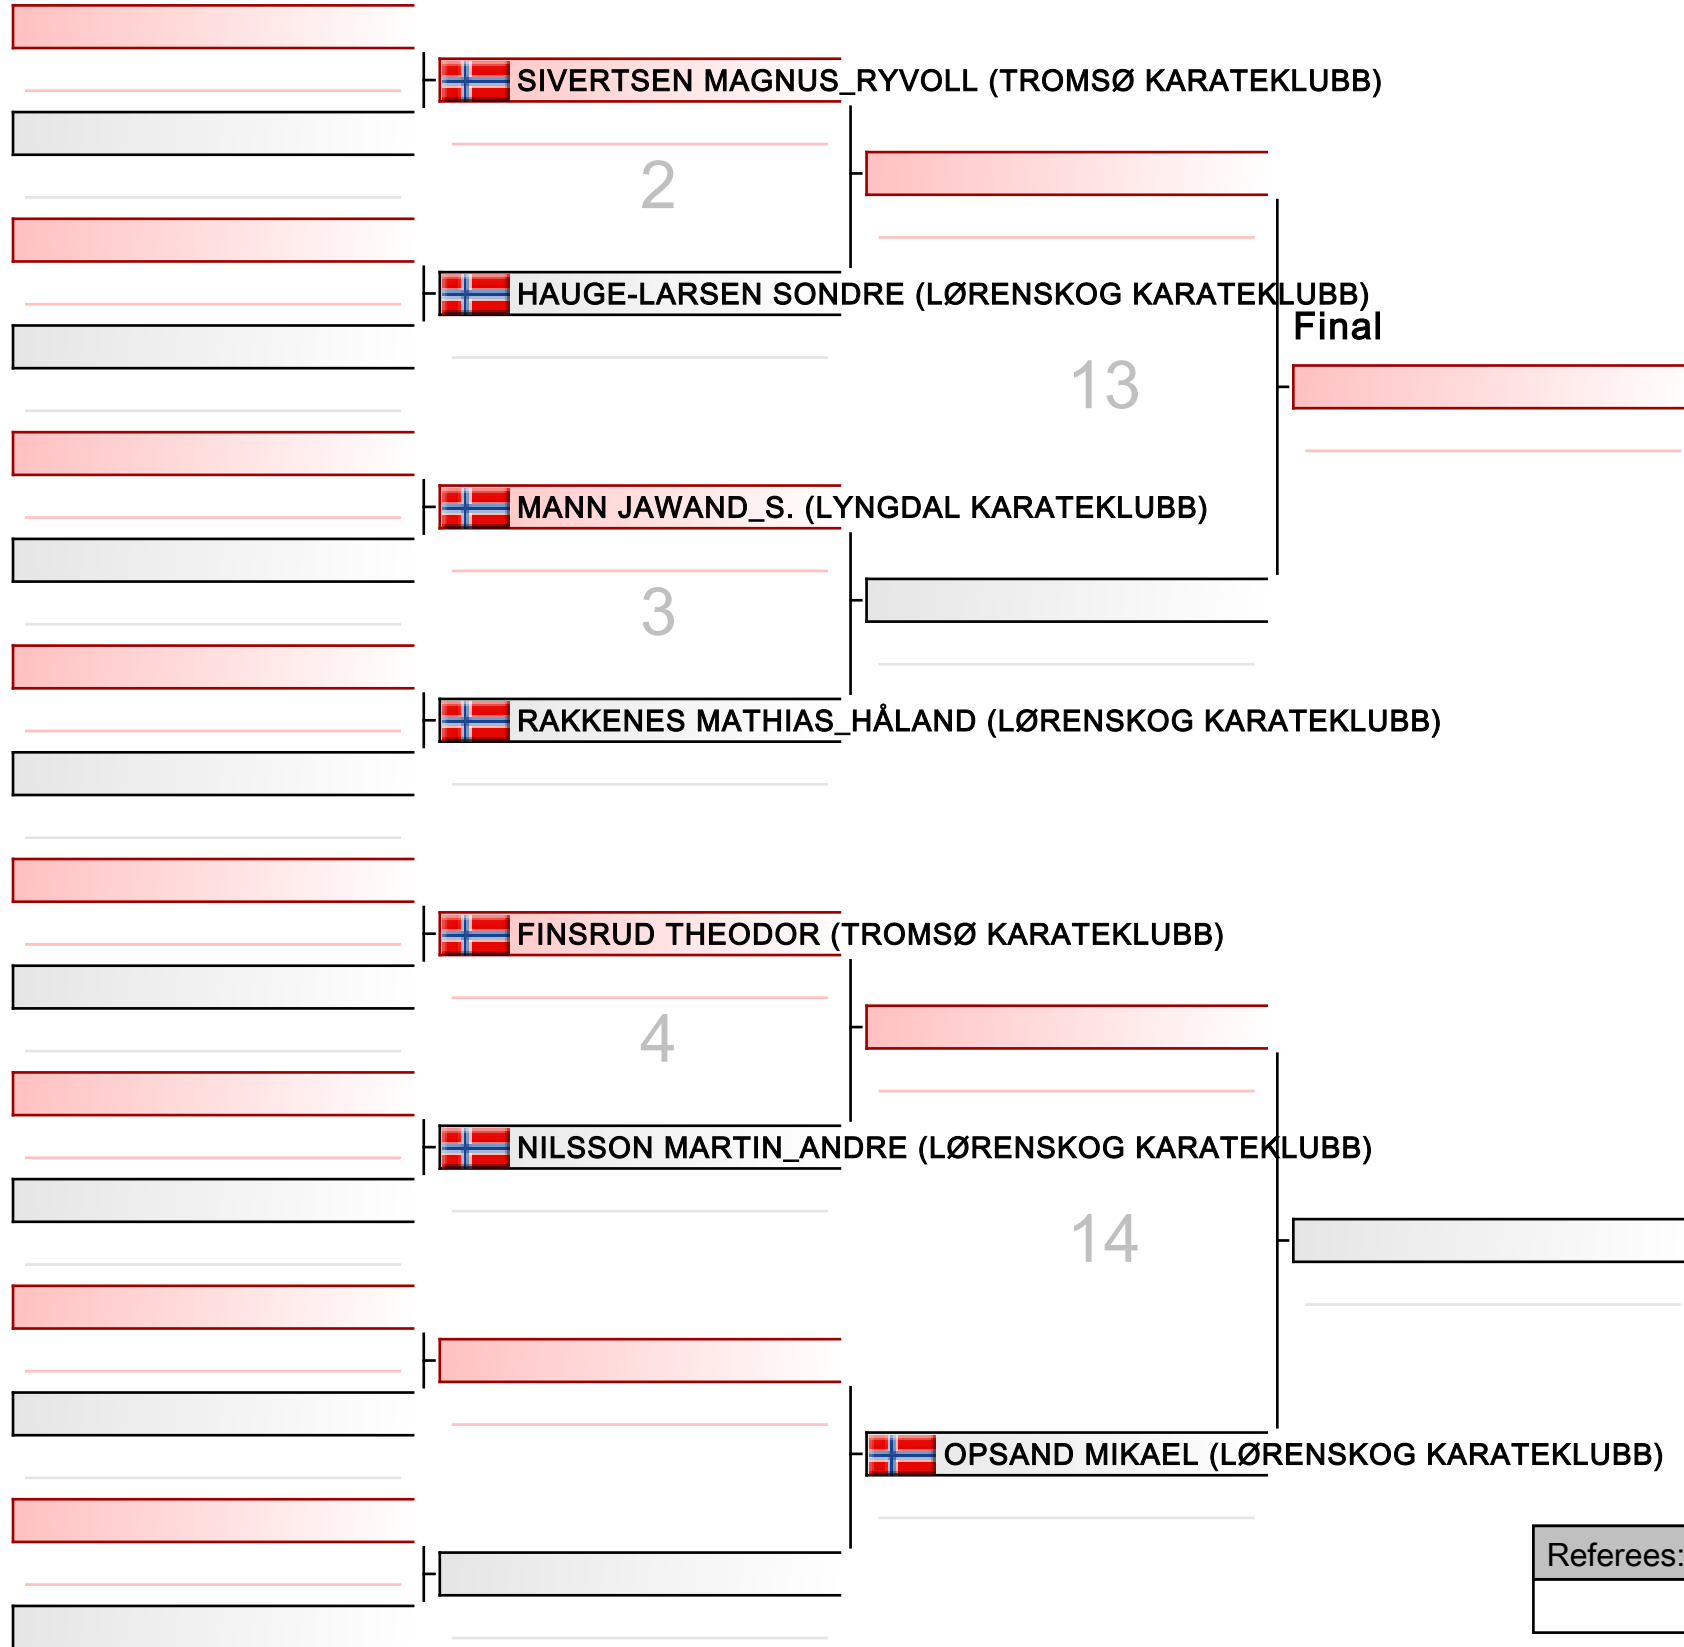 SIVERTSEN MAGNUS_RYVOLL (TROMSØ KARATEKLUBB)
2
HAUGE-LARSEN SONDRE (LØRENSKOG KARATEKLUBB)
Final
13
MANN JAWAND_S. (LYNGDAL KARATEKLUBB)
3
RAKKENES MATHIAS_HÅLAND (LØRENSKOG KARATEKLUBB)
FINSRUD THEODOR (TROMSØ KARATEKLUBB)
4
NILSSON MARTIN_ANDRE (LØRENSKOG KARATEKLUBB)
14
OPSAND MIKAEL (LØRENSKOG KARATEKLUBB)
Referees: